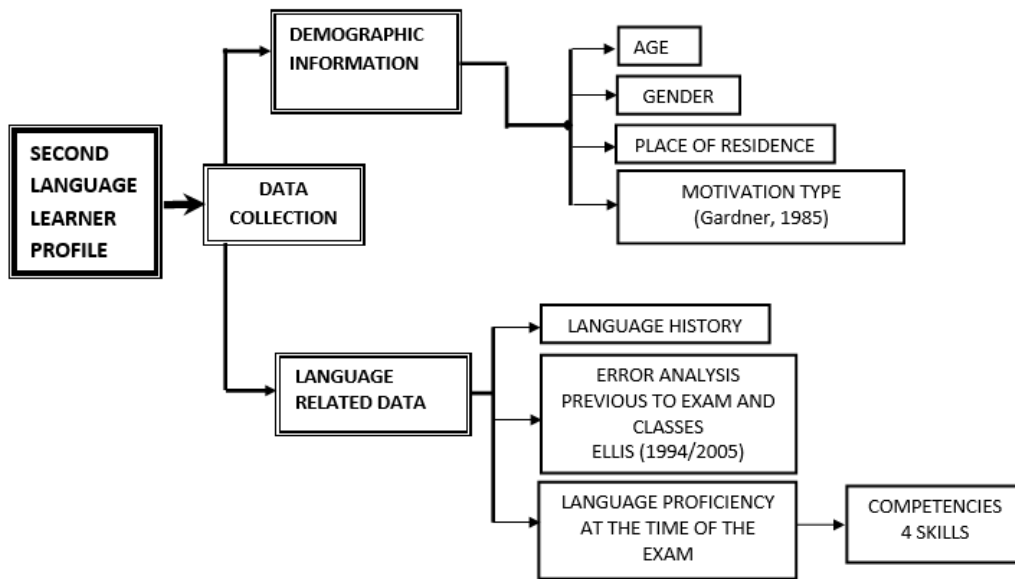 SECOND
LANGUAGE
LEARNER
PROFILE
DATA
COLLECTION
DEMOGRAPHIC
INFORMATION
AGE
GENDER
PLACE OF RESIDENCE
MOTIVATION TYPE
(Gardner, 1985)
LANGUAGE
RELATED DATA
LANGUAGE HISTORY
ERROR ANALYSIS
PREVIOUS TO EXAM AND
CLASSES
ELLIS (1994/2005)
LANGUAGE PROFICIENCY
AT THE TIME OF THE
EXAM
COMPETENCIES
4 SKILLS